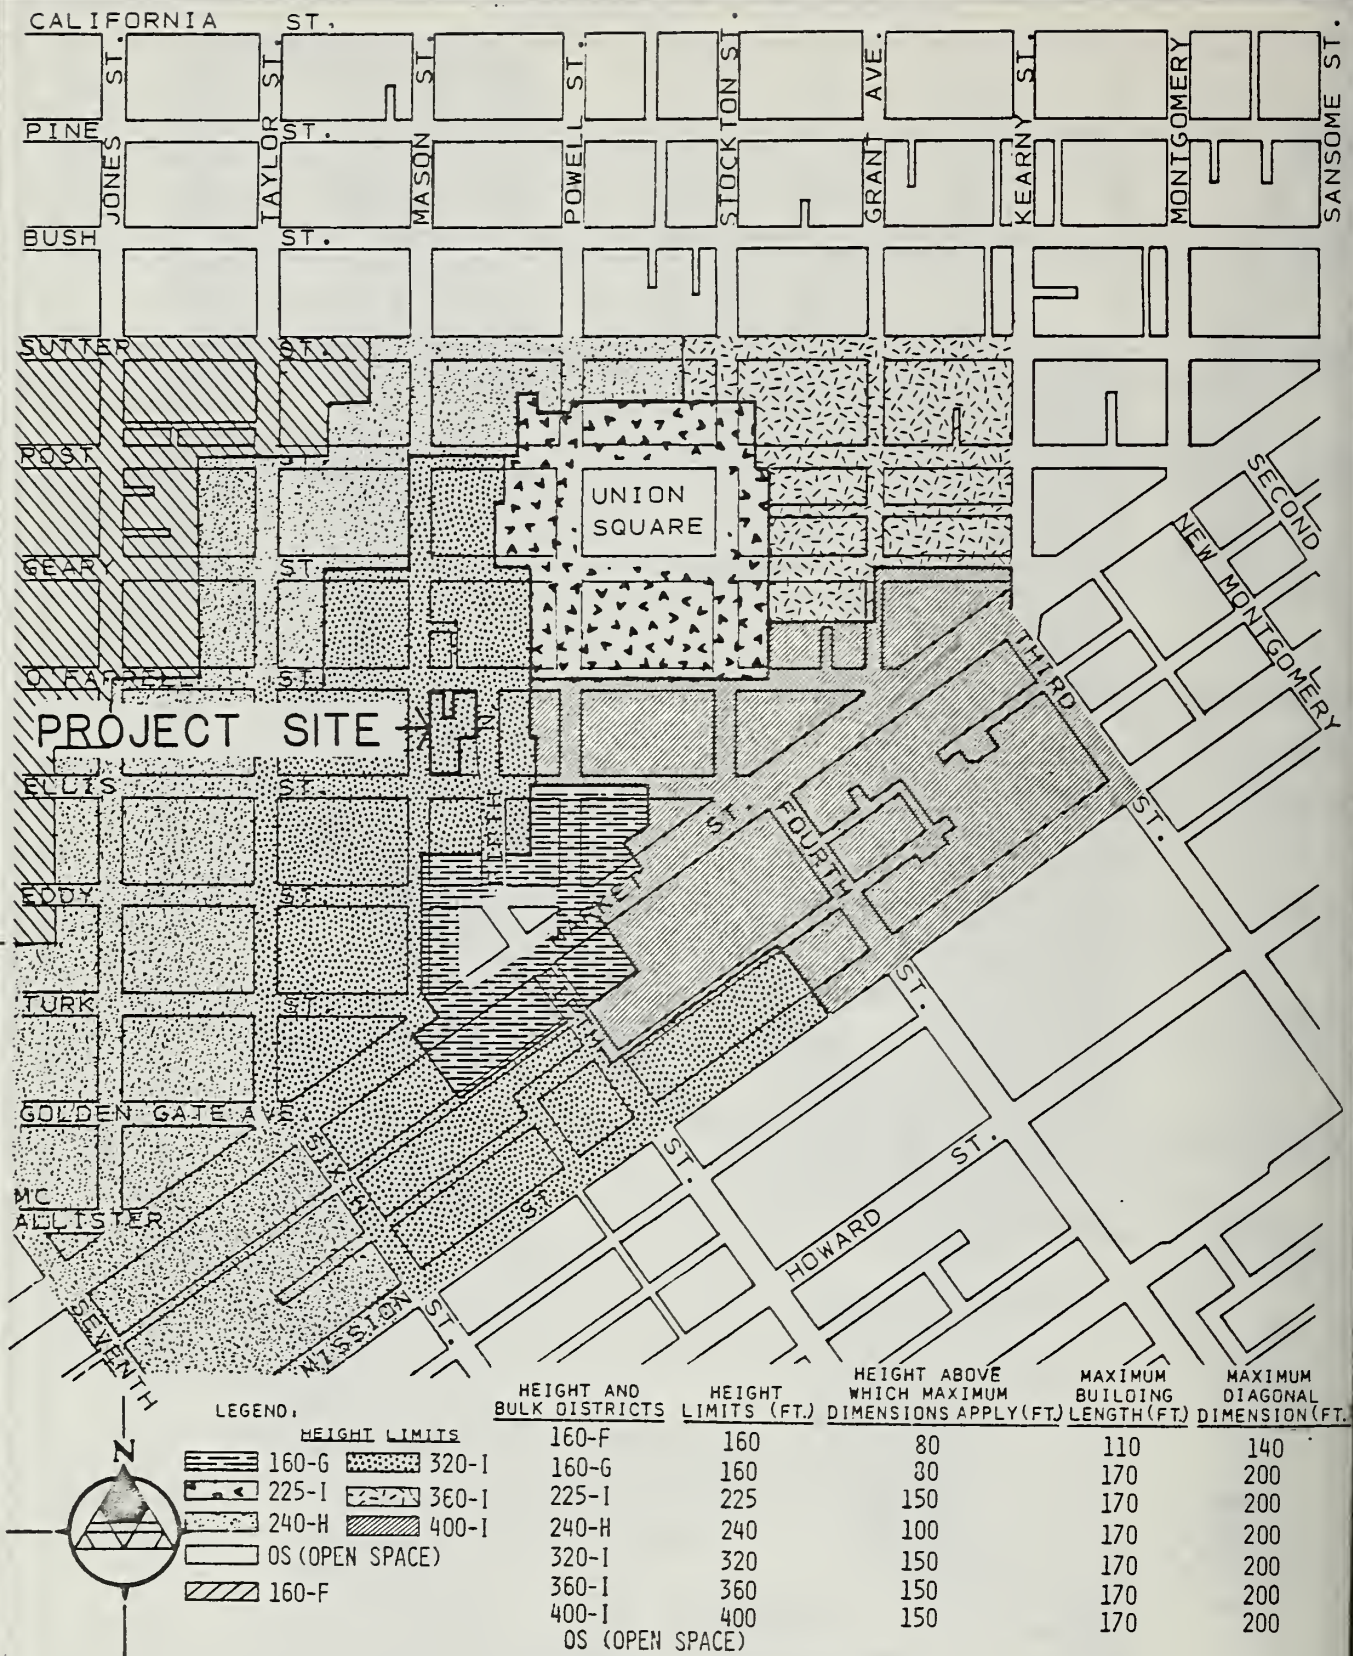 CALIFORNIA ST.
JONES ST.
TAYLOR ST.
MASON ST.
POWELL ST.
STOCKTON ST
GRANT AVE.
KEARNY ST.
MONTGOMERY
SANSOME ST.
PINE ST.
BUSH ST.
SUTTER ST.
POST
UNION
SQUARE
SECOND
NEW MONTGOMERY
GEARY ST.
THIRD ST.
O'FARRELL ST.
PROJECT SITE
ELLIS ST.
FOURTH ST.
MARKET ST.
EDDY ST.
TURK ST.
GOLDEN GATE AVE.
SIXTH ST.
ST.
MC
ALLISTER
HOWARD ST.
MISSION ST.
SEVENTH
N
LEGEND:
HEIGHT LIMITS
160-G 320-I
225-I 360-I
240-H 400-I
OS (OPEN SPACE)
160-F
HEIGHT AND BULK DISTRICTS HEIGHT LIMITS (FT.) HEIGHT ABOVE WHICH MAXIMUM DIMENSIONS APPLY (FT.) MAXIMUM BUILDING LENGTH (FT.) MAXIMUM DIAGONAL DIMENSION (FT.
160-F 160 80 110 140
160-G 160 80 170 200
225-I 225 150 170 200
240-H 240 100 170 200
320-I 320 150 170 200
360-I 360 150 170 200
400-I 400 150 170 200
OS (OPEN SPACE)